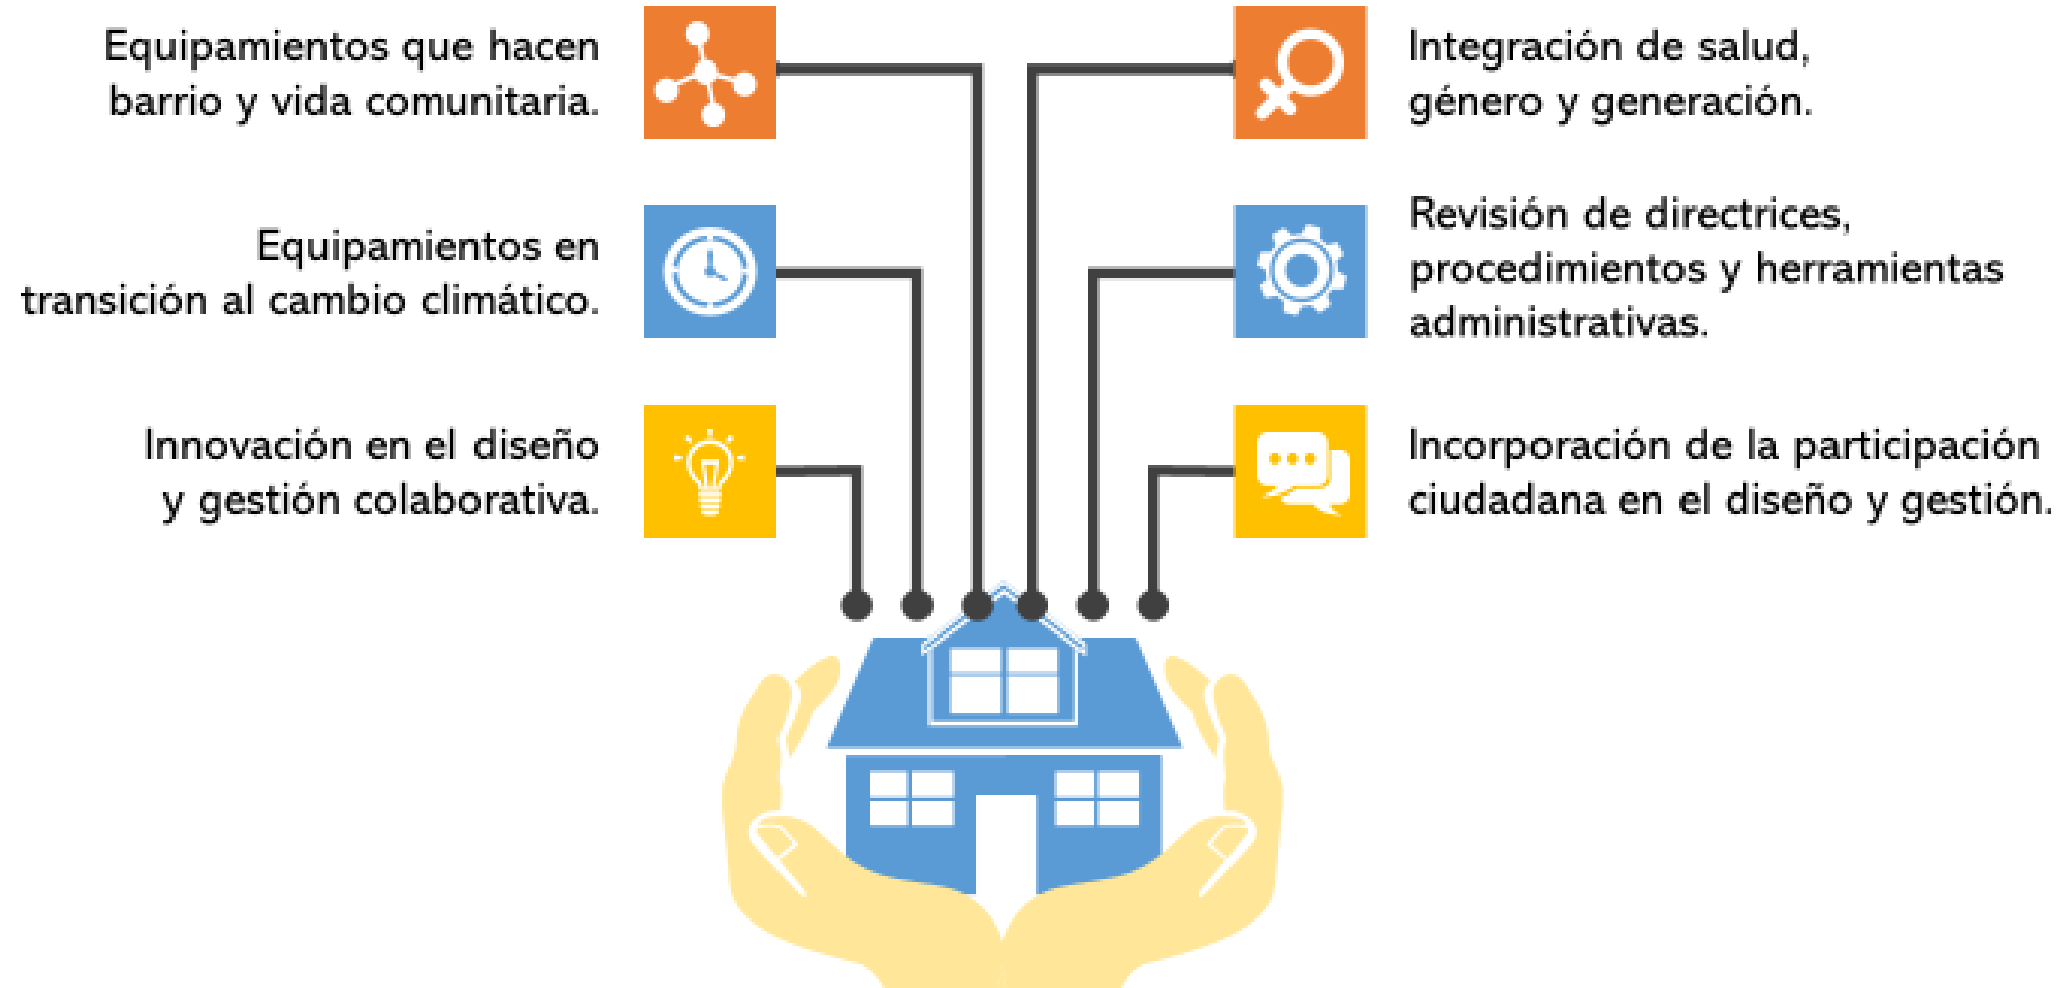 Equipamientos que hacen
barrio y vida comunitaria.
Equipamientos en
transición al cambio climático.
Innovación en el diseño
y gestión colaborativa.
Integración de salud,
género y generación.
Revisión de directrices,
procedimientos y herramientas
administrativas.
Incorporación de la participación
ciudadana en el diseño y gestión.